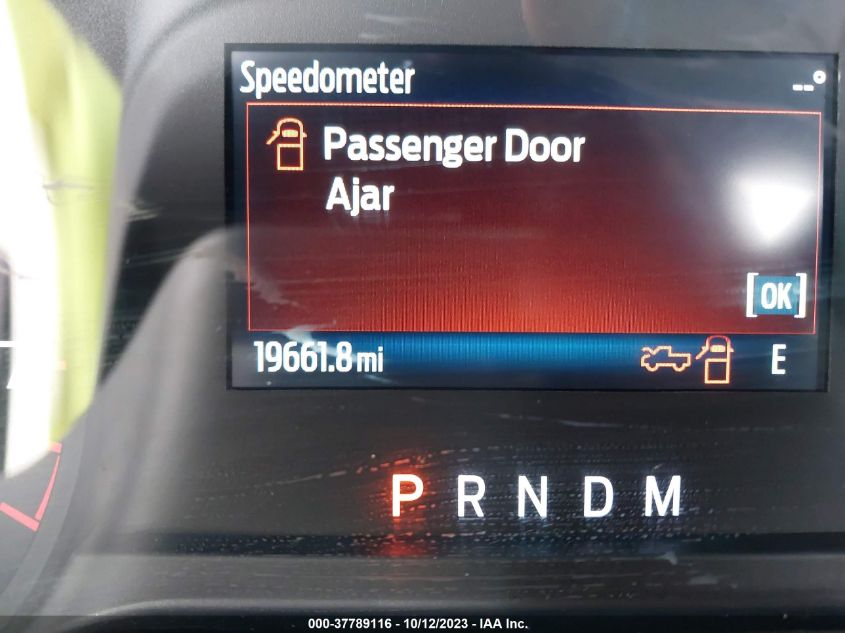 Speedometer --°
Passenger Door
Ajar
[OK]
19661.8 mi E
P R N D M
000-37789116 - 10/12/2023 - IAA Inc.